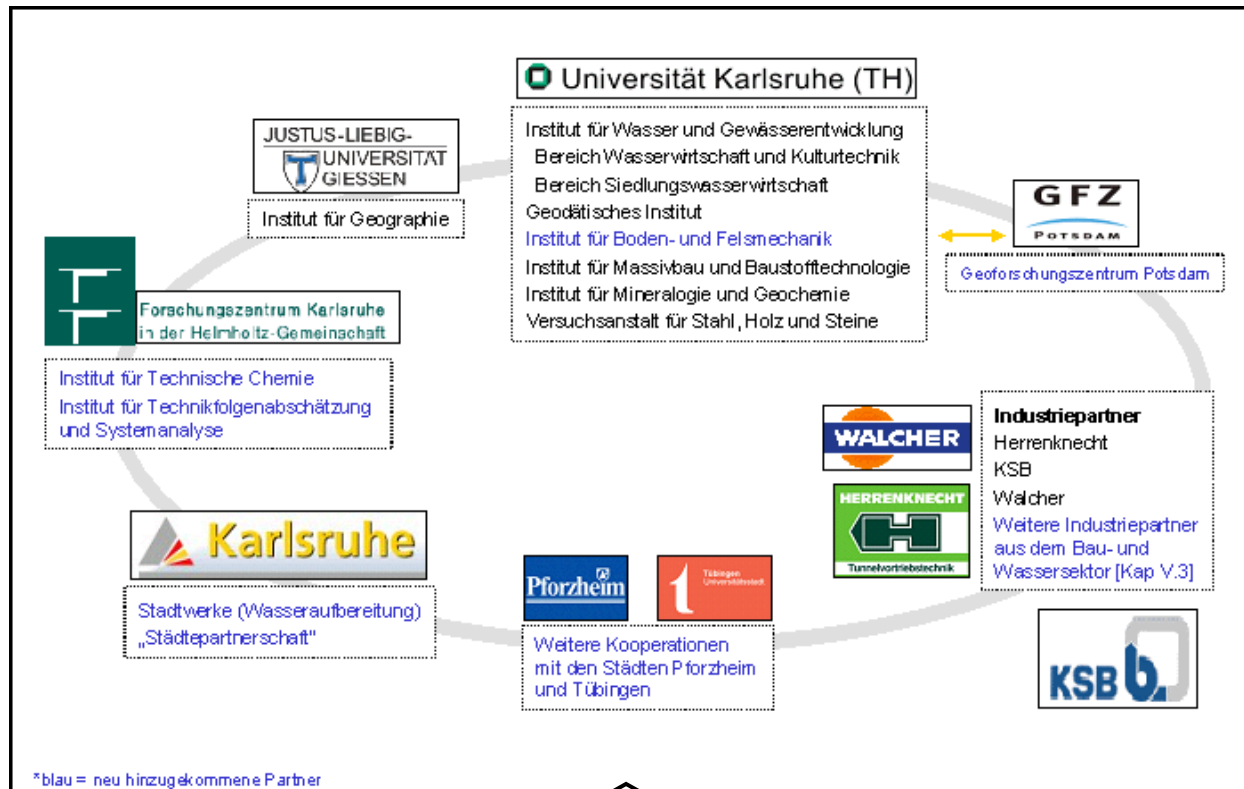 Universität Karlsruhe (TH)
Institut für Wasser und Gewässerentwicklung
Bereich Wasserwirtschaft und Kulturtechnik
Bereich Siedlungswasserwirtschaft
Geodätisches Institut
Institut für Boden- und Felsmechanik
Institut für Massivbau und Baustofftechnologie
Institut für Mineralogie und Geochemie
Versuchsanstalt für Stahl, Holz und Steine
JUSTUS-LIEBIG-
UNIVERSITÄT
GIESSEN
Institut für Geographie
GFZ
POTSDAM
Geoforschungszentrum Potsdam
Forschungszentrum Karlsruhe
in der Helmholtz-Gemeinschaft
Institut für Technische Chemie
Institut für Technikfolgenabschätzung
und Systemanalyse
WALCHER
HERRENKNECHT
Tunnelvortriebstechnik
Industriepartner
Herrenknecht
KSB
Walcher
Weitere Industriepartner
aus dem Bau- und
Wassersektor [Kap V.3]
KSB b.
Karlsruhe
Stadtwerke (Wasseraufbereitung)
„Städtepartnerschaft"
Pforzheim
t
Tübingen
Universitätsstadt
Weitere Kooperationen
mit den Städten Pforzheim
und Tübingen
*blau = neu hinzugekommene Partner